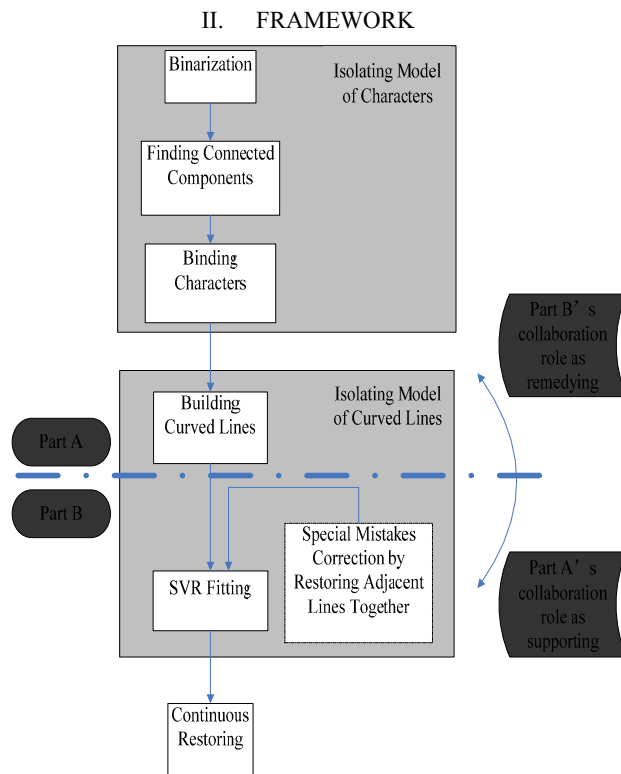 II. FRAMEWORK
Binarization
Isolating Model
of Characters
Finding Connected
Components
Binding
Characters
Part B’s
collaboration
role as
remedying
Building
Curved Lines
Isolating Model
of Curved Lines
Part A
Part B
Special Mistakes
Correction by
Restoring Adjacent
Lines Together
SVR Fitting
Part A’s
collaboration
role as
supporting
Continuous
Restoring